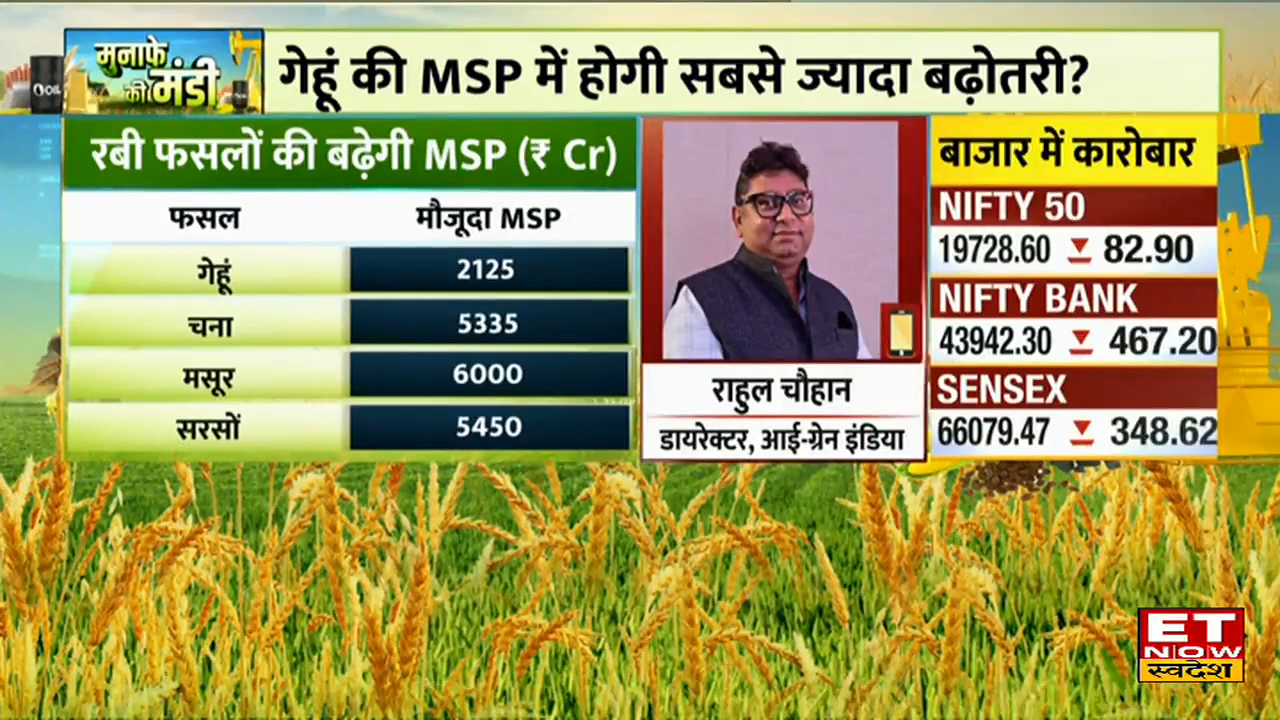 मुनाफे
की मंडी
OIL
गेहूं की MSP में होगी सबसे ज्यादा बढ़ोतरी?
रबी फसलों की बढ़ेगी MSP (₹ Cr)
फसल मौजूदा MSP
गेहूं 2125
चना 5335
मसूर 6000
सरसों 5450
राहुल चौहान
डायरेक्टर, आई-ग्रेन इंडिया
बाजार में कारोबार
NIFTY 50
19728.60 82.90
NIFTY BANK
43942.30 467.20
SENSEX
66079.47 348.62
ET
NOW
स्वदेश